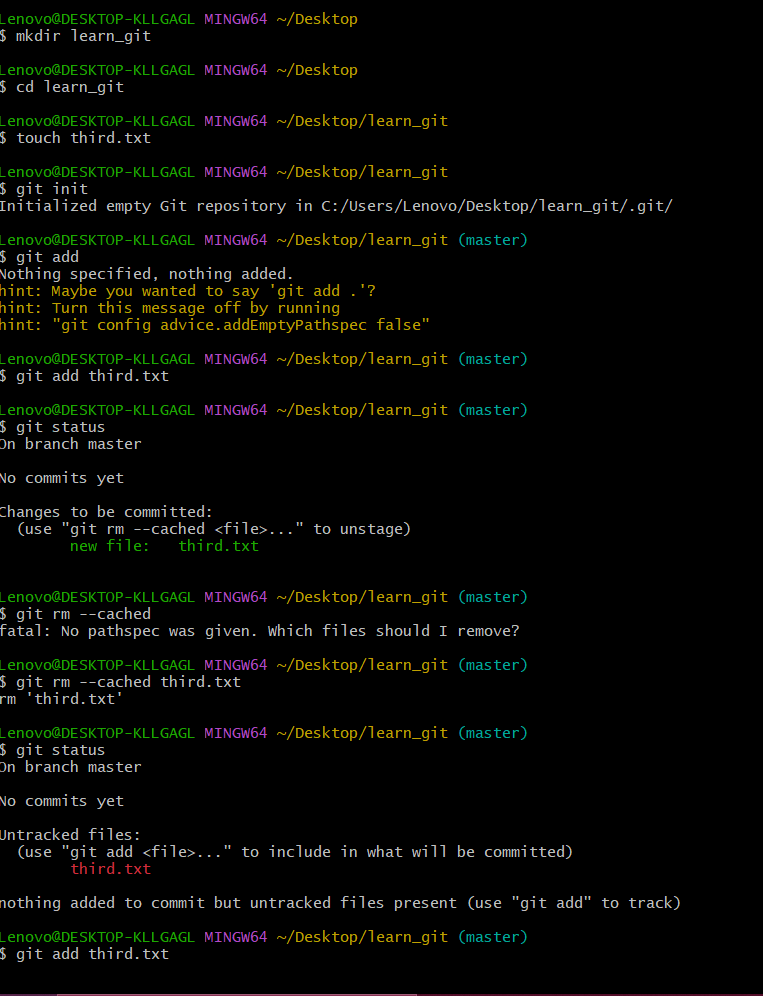 Lenovo@DESKTOP-KLLGAGL MINGW64 ~/Desktop
$ mkdir learn_git
Lenovo@DESKTOP-KLLGAGL MINGW64 ~/Desktop
$ cd learn_git
Lenovo@DESKTOP-KLLGAGL MINGW64 ~/Desktop/learn_git
$ touch third.txt
Lenovo@DESKTOP-KLLGAGL MINGW64 ~/Desktop/learn_git
$ git init
Initialized empty Git repository in C:/Users/Lenovo/Desktop/learn_git/.git/
Lenovo@DESKTOP-KLLGAGL MINGW64 ~/Desktop/learn_git (master)
$ git add
Nothing specified, nothing added.
hint: Maybe you wanted to say 'git add .'?
hint: Turn this message off by running
hint: "git config advice.addEmptyPathspec false"
Lenovo@DESKTOP-KLLGAGL MINGW64 ~/Desktop/learn_git (master)
$ git add third.txt
Lenovo@DESKTOP-KLLGAGL MINGW64 ~/Desktop/learn_git (master)
$ git status
On branch master
No commits yet
Changes to be committed:
  (use "git rm --cached <file>..." to unstage)
        new file:   third.txt
Lenovo@DESKTOP-KLLGAGL MINGW64 ~/Desktop/learn_git (master)
$ git rm --cached
fatal: No pathspec was given. Which files should I remove?
Lenovo@DESKTOP-KLLGAGL MINGW64 ~/Desktop/learn_git (master)
$ git rm --cached third.txt
rm 'third.txt'
Lenovo@DESKTOP-KLLGAGL MINGW64 ~/Desktop/learn_git (master)
$ git status
On branch master
No commits yet
Untracked files:
  (use "git add <file>..." to include in what will be committed)
        third.txt
nothing added to commit but untracked files present (use "git add" to track)
Lenovo@DESKTOP-KLLGAGL MINGW64 ~/Desktop/learn_git (master)
$ git add third.txt